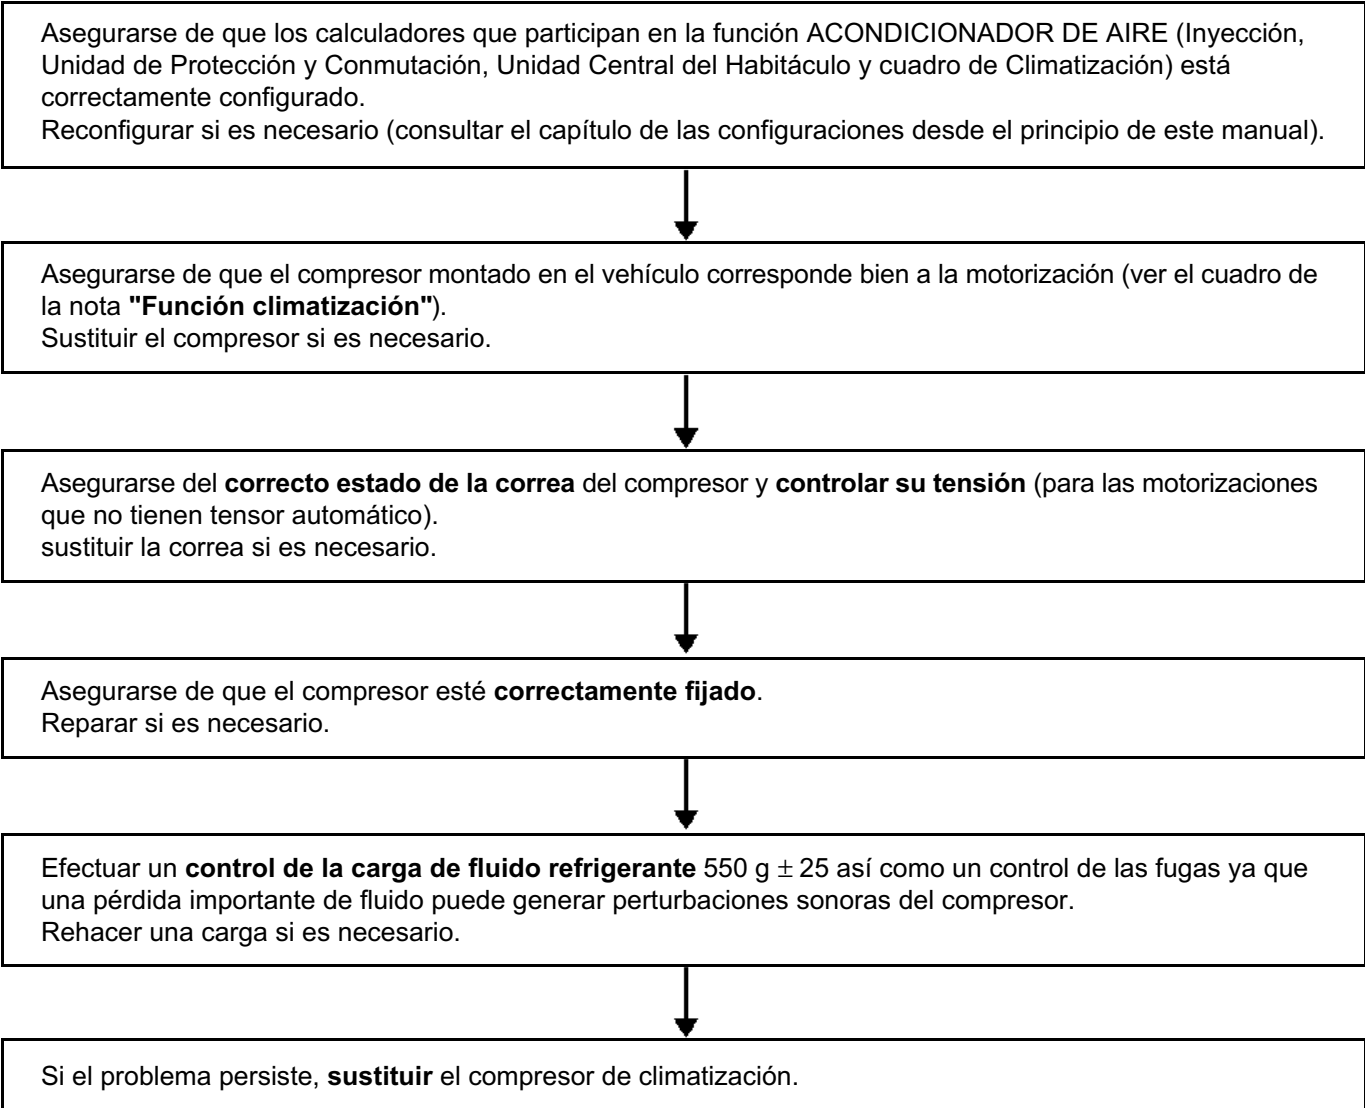 Asegurarse de que los calculadores que participan en la función ACONDICIONADOR DE AIRE (Inyección,
Unidad de Protección y Conmutación, Unidad Central del Habitáculo y cuadro de Climatización) está
correctamente configurado.
Reconfigurar si es necesario (consultar el capítulo de las configuraciones desde el principio de este manual).
Asegurarse de que el compresor montado en el vehículo corresponde bien a la motorización (ver el cuadro de
la nota "Función climatización").
Sustituir el compresor si es necesario.
Asegurarse del correcto estado de la correa del compresor y controlar su tensión (para las motorizaciones
que no tienen tensor automático).
sustituir la correa si es necesario.
Asegurarse de que el compresor esté correctamente fijado.
Reparar si es necesario.
Efectuar un control de la carga de fluido refrigerante 550 g ± 25 así como un control de las fugas ya que
una pérdida importante de fluido puede generar perturbaciones sonoras del compresor.
Rehacer una carga si es necesario.
Si el problema persiste, sustituir el compresor de climatización.